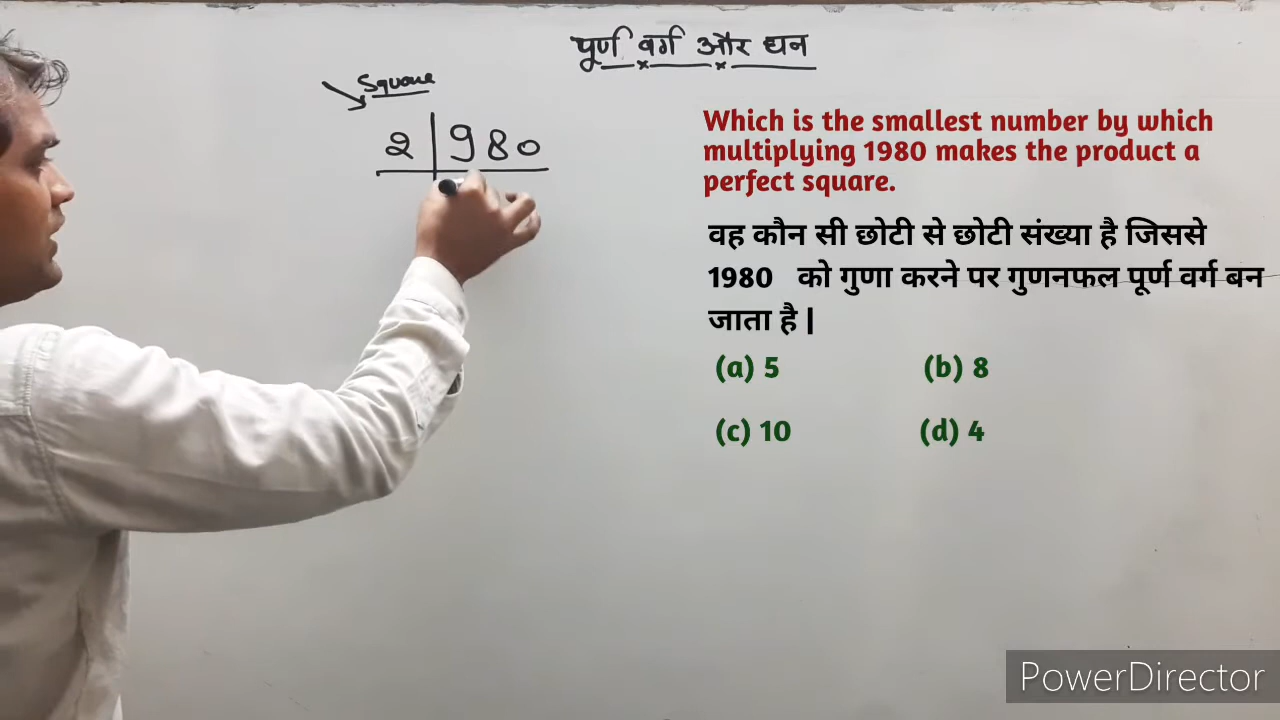 पूर्ण वर्ग और घन
Square
2 980
Which is the smallest number by which
multiplying 1980 makes the product a
perfect square.
वह कौन सी छोटी से छोटी संख्या है जिससे
1980 को गुणा करने पर गुणनफल पूर्ण वर्ग बन
जाता है |
(a) 5 (b) 8
(c) 10 (d) 4
PowerDirector